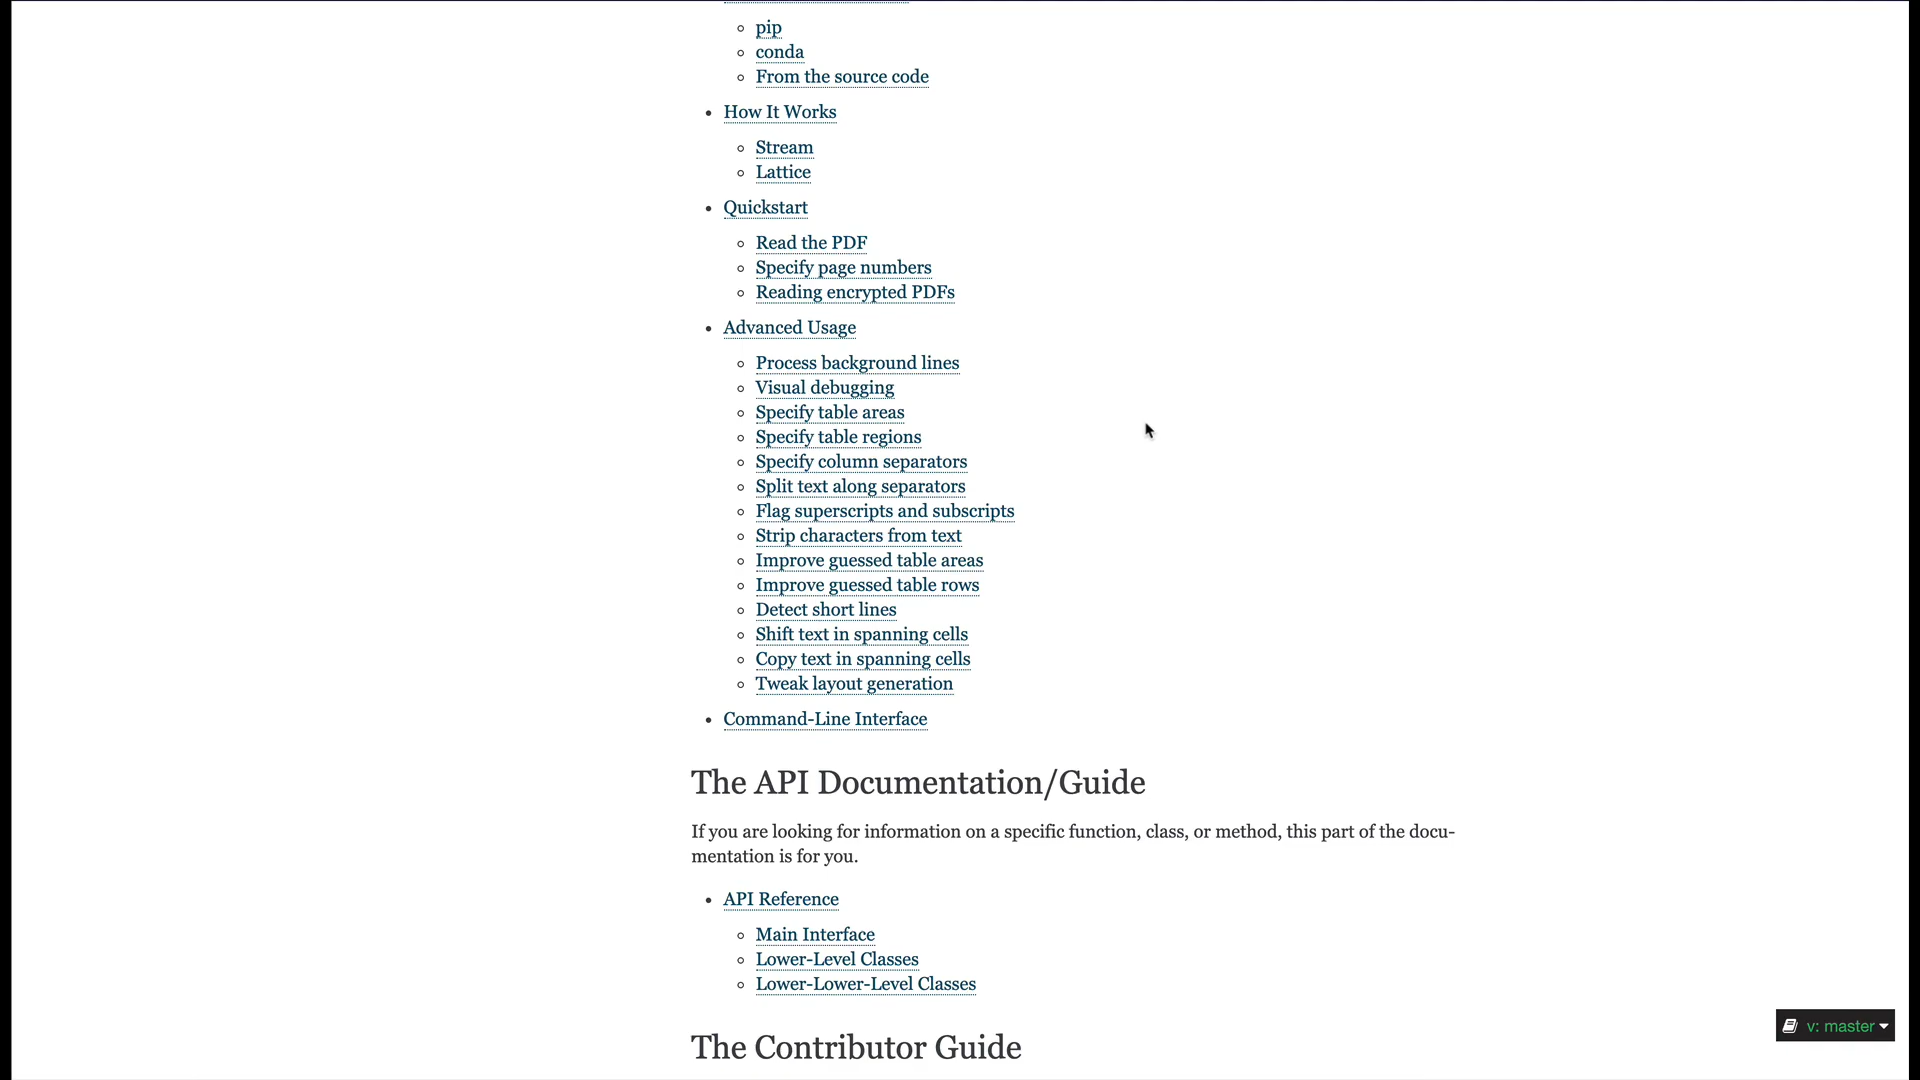 pip
conda
From the source code
How It Works
Stream
Lattice
Quickstart
Read the PDF
Specify page numbers
Reading encrypted PDFs
Advanced Usage
Process background lines
Visual debugging
Specify table areas
Specify table regions
Specify column separators
Split text along separators
Flag superscripts and subscripts
Strip characters from text
Improve guessed table areas
Improve guessed table rows
Detect short lines
Shift text in spanning cells
Copy text in spanning cells
Tweak layout generation
Command-Line Interface
The API Documentation/Guide
If you are looking for information on a specific function, class, or method, this part of the docu-
mentation is for you.
API Reference
Main Interface
Lower-Level Classes
Lower-Lower-Level Classes
The Contributor Guide
v: master